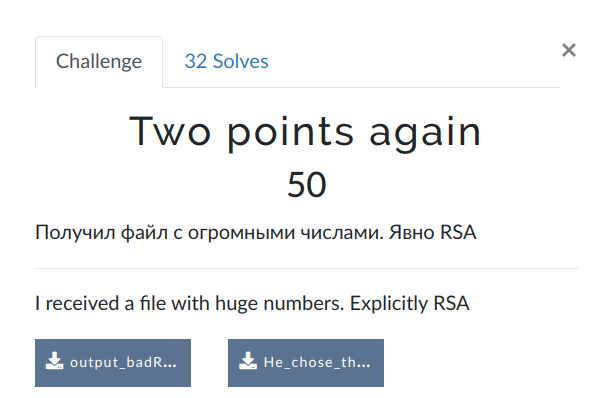 Challenge
32 Solves
×
Two points again
50
Получил файл с огромными числами. Явно RSA
I received a file with huge numbers. Explicitly RSA
output_badR...
He_chose_th...